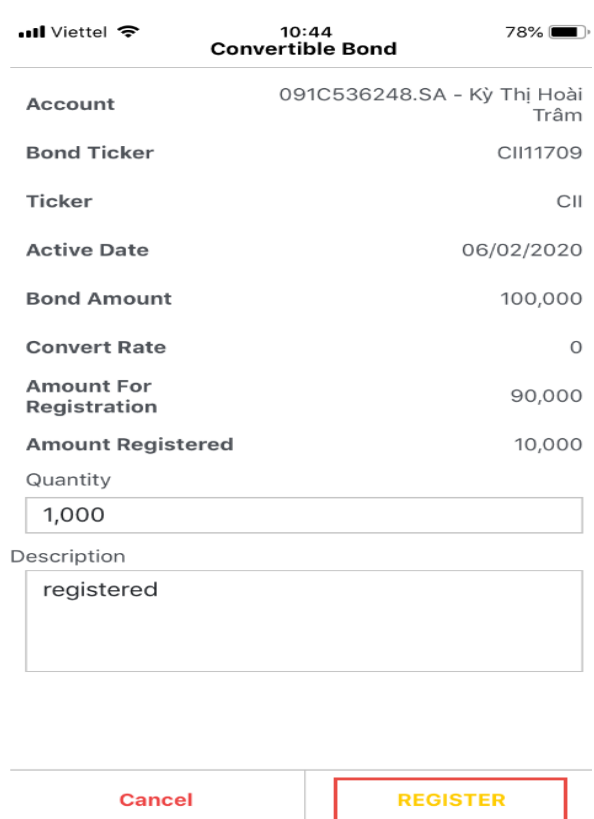 Viettel 10:44 78%
Convertible Bond
Account 091C536248.SA - Kỳ Thị Hoài
Trâm
Bond Ticker CII11709
Ticker CII
Active Date 06/02/2020
Bond Amount 100,000
Convert Rate 0
Amount For
Registration 90,000
Amount Registered 10,000
Quantity
1,000
Description
registered
Cancel REGISTER